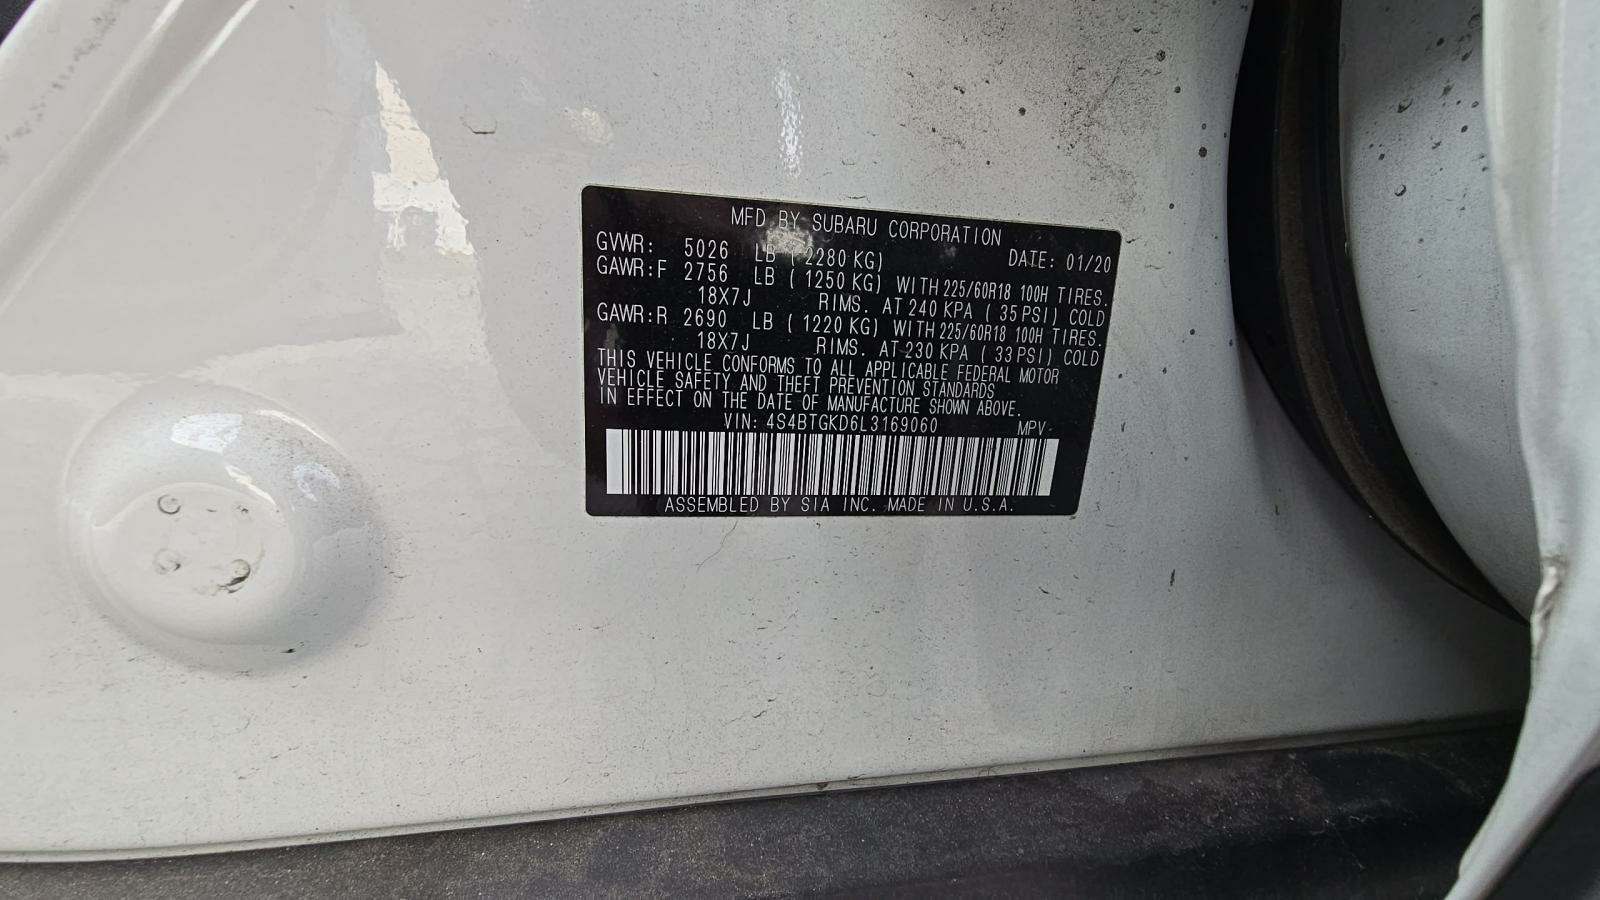 MFD BY SUBARU CORPORATION
GVWR: 5026 LB ( 2280 KG) DATE: 01/20
GAWR:F 2756 LB ( 1250 KG) WITH 225/60R18 100H TIRES.
18X7J RIMS. AT 240 KPA ( 35 PSI) COLD
GAWR:R 2690 LB ( 1220 KG) WITH 225/60R18 100H TIRES.
18X7J RIMS. AT 230 KPA ( 33 PSI) COLD
THIS VEHICLE CONFORMS TO ALL APPLICABLE FEDERAL MOTOR
VEHICLE SAFETY AND THEFT PREVENTION STANDARDS
IN EFFECT ON THE DATE OF MANUFACTURE SHOWN ABOVE.
VIN: 4S4BTGKD6L3169060 MPV
ASSEMBLED BY SIA INC. MADE IN U.S.A.